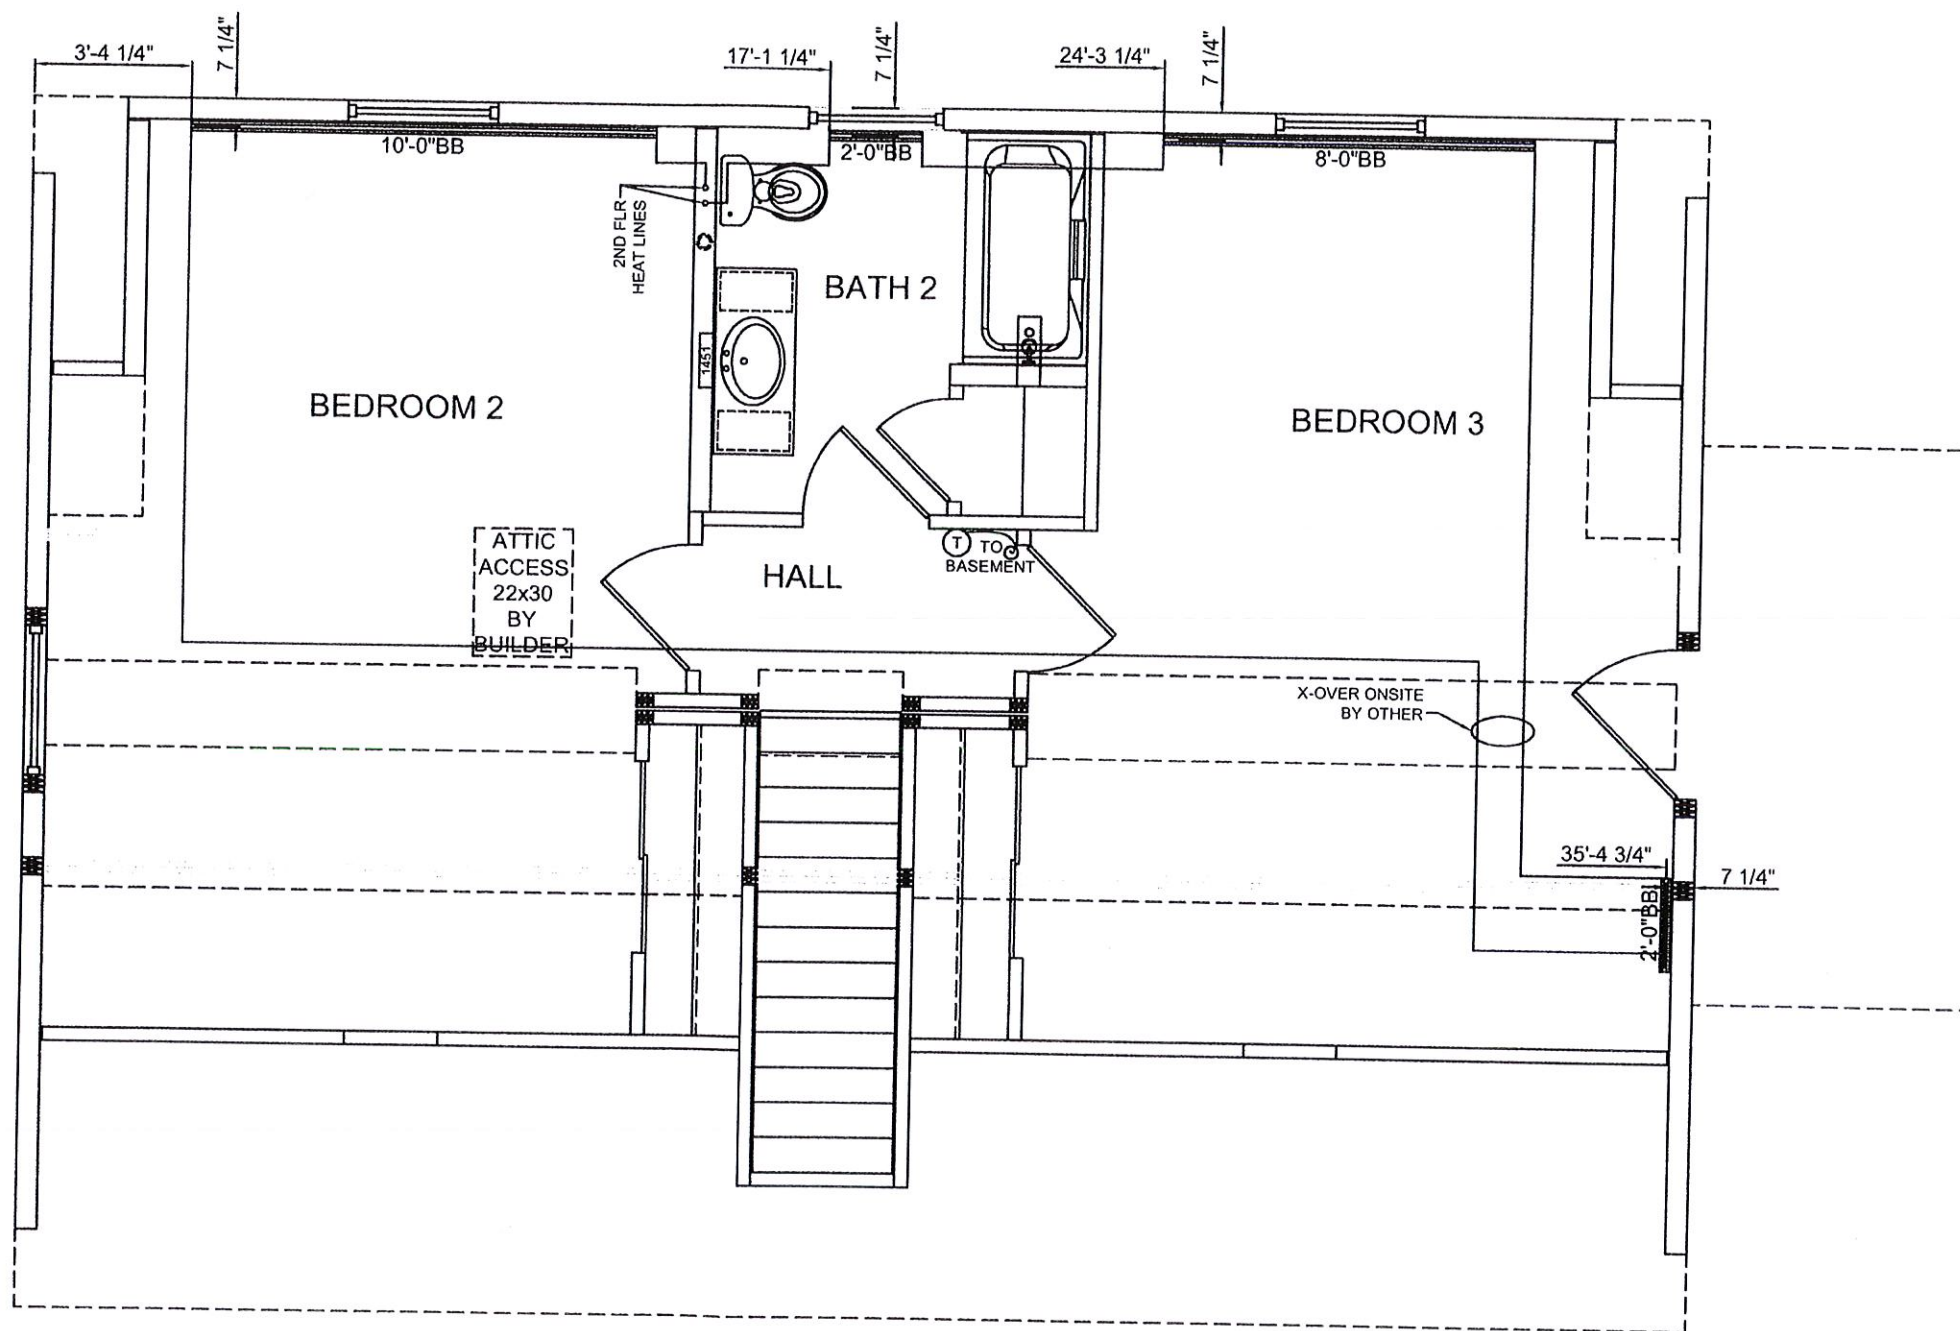 3'-4 1/4"
7 1/4"
17'-1 1/4"
7 1/4"
24'-3 1/4"
7 1/4"
10'-0"BB
2'-0"BB
8'-0"BB
2ND FLR
HEAT LINES
BATH 2
1451
BEDROOM 2
BEDROOM 3
ATTIC
ACCESS
22x30
BY
BUILDER
HALL
T
TO
BASEMENT
X-OVER ONSITE
BY OTHER
35'-4 3/4"
7 1/4"
2'-0"BB